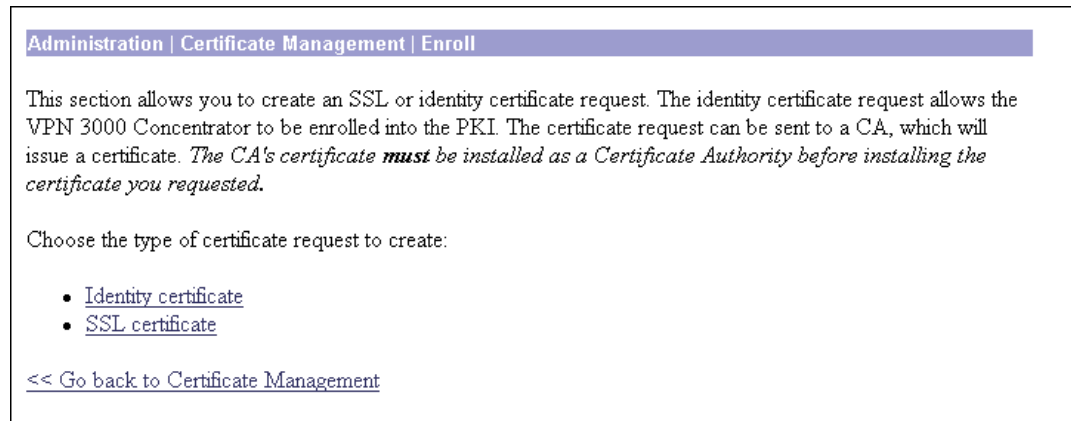 Administration | Certificate Management | Enroll
This section allows you to create an SSL or identity certificate request. The identity certificate request allows the
VPN 3000 Concentrator to be enrolled into the PKI. The certificate request can be sent to a CA, which will
issue a certificate. The CA's certificate must be installed as a Certificate Authority before installing the
certificate you requested.
Choose the type of certificate request to create:
• Identity certificate
• SSL certificate
<< Go back to Certificate Management